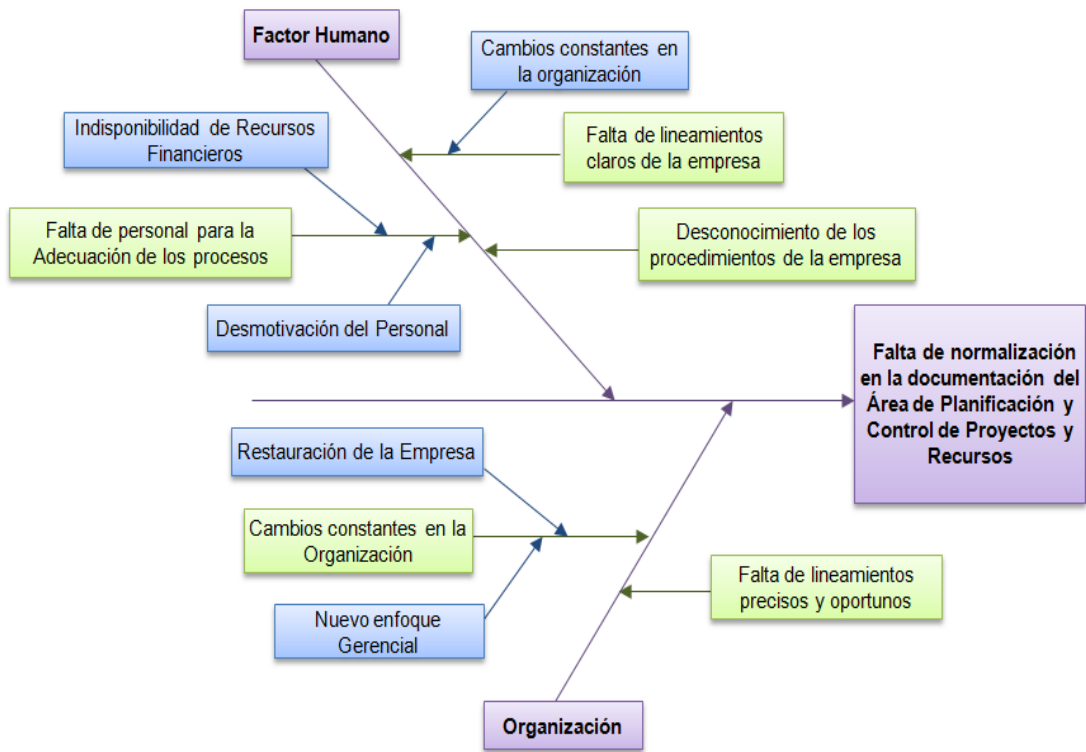 Factor Humano
Cambios constantes en
la organización
Indisponibilidad de Recursos
Financieros
Falta de lineamientos
claros de la empresa
Falta de personal para la
Adecuación de los procesos
Desconocimiento de los
procedimientos de la empresa
Desmotivación del Personal
Falta de normalización
en la documentación del
Área de Planificación y
Control de Proyectos y
Recursos
Restauración de la Empresa
Cambios constantes en la
Organización
Falta de lineamientos
precisos y oportunos
Nuevo enfoque
Gerencial
Organización